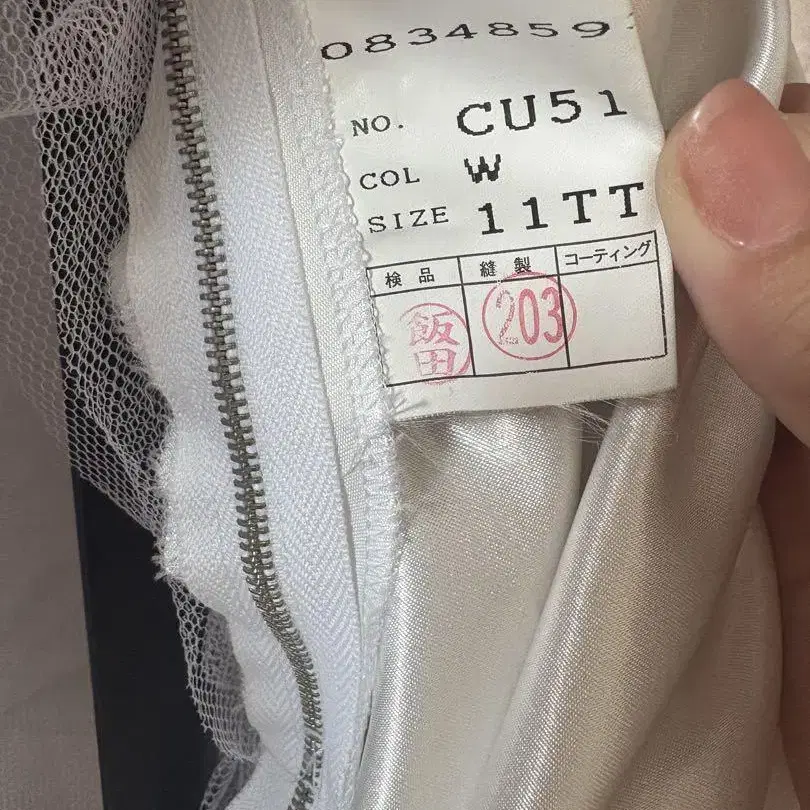 0834859
NO. CU51
COL W
SIZE 11TT
検品 縫製 コーティング
飯田 203